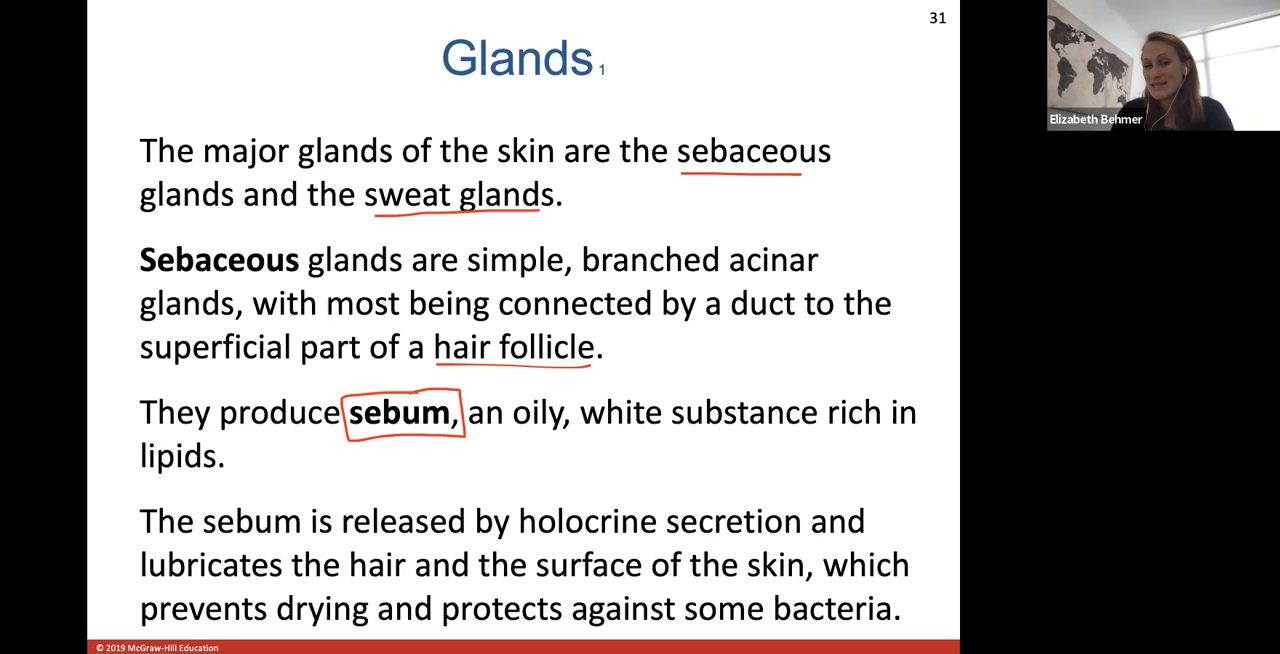 31
Glands 1
Elizabeth Behmer
The major glands of the skin are the sebaceous
glands and the sweat glands.
Sebaceous glands are simple, branched acinar
glands, with most being connected by a duct to the
superficial part of a hair follicle.
They produce sebum, an oily, white substance rich in
lipids.
The sebum is released by holocrine secretion and
lubricates the hair and the surface of the skin, which
prevents drying and protects against some bacteria.
© 2019 McGraw-Hill Education